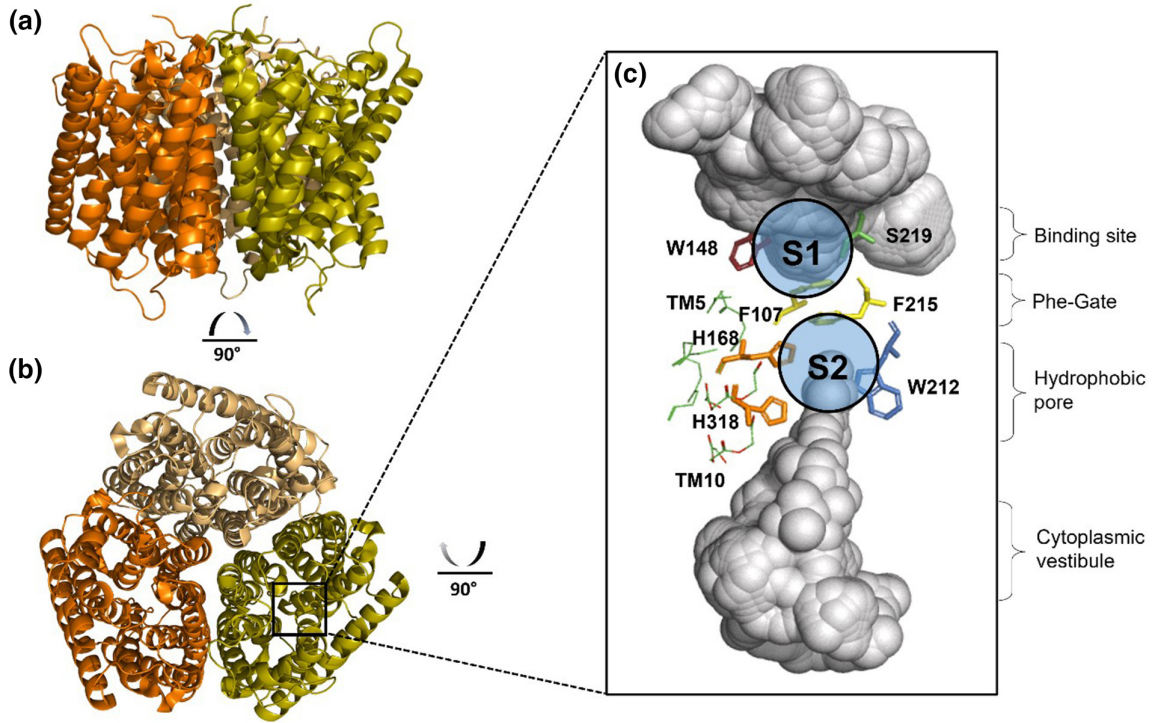 (a)
90°
(b)
90°
(c)
S1
W148
S219
TM5
F107
F215
H168
S2
W212
H318
TM10
Binding site
Phe-Gate
Hydrophobic
pore
Cytoplasmic
vestibule